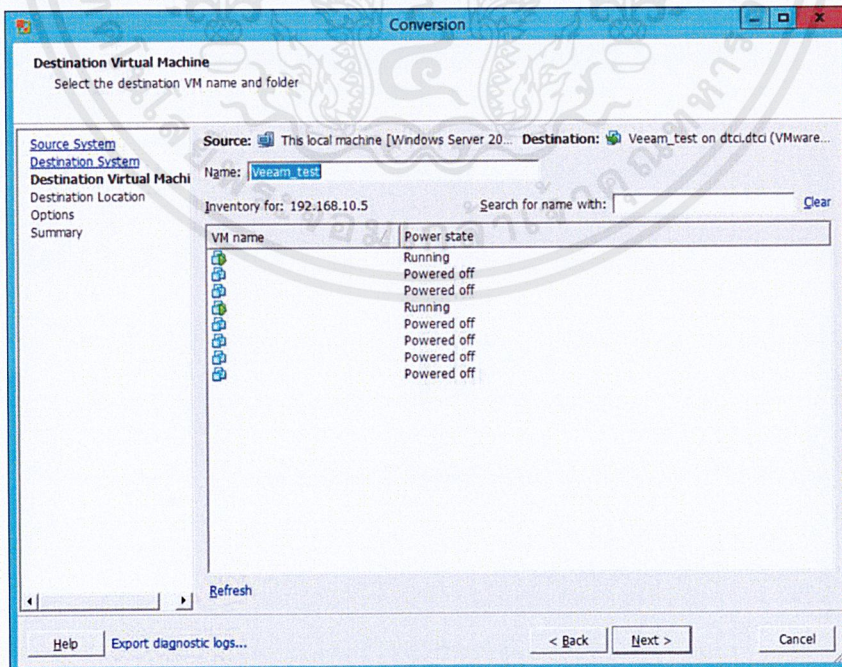 Conversion
Destination Virtual Machine
Select the destination VM name and folder
Source System
Destination System
Destination Virtual Machi
Destination Location
Options
Summary
Source: This local machine [Windows Server 20... Destination: Veeam_test on dtci.dtci (VMware...
Name: Veeam_test
Inventory for: 192.168.10.5 Search for name with: Clear
VM name Power state
Running
Powered off
Powered off
Running
Powered off
Powered off
Powered off
Powered off
Refresh
Help Export diagnostic logs... < Back Next > Cancel